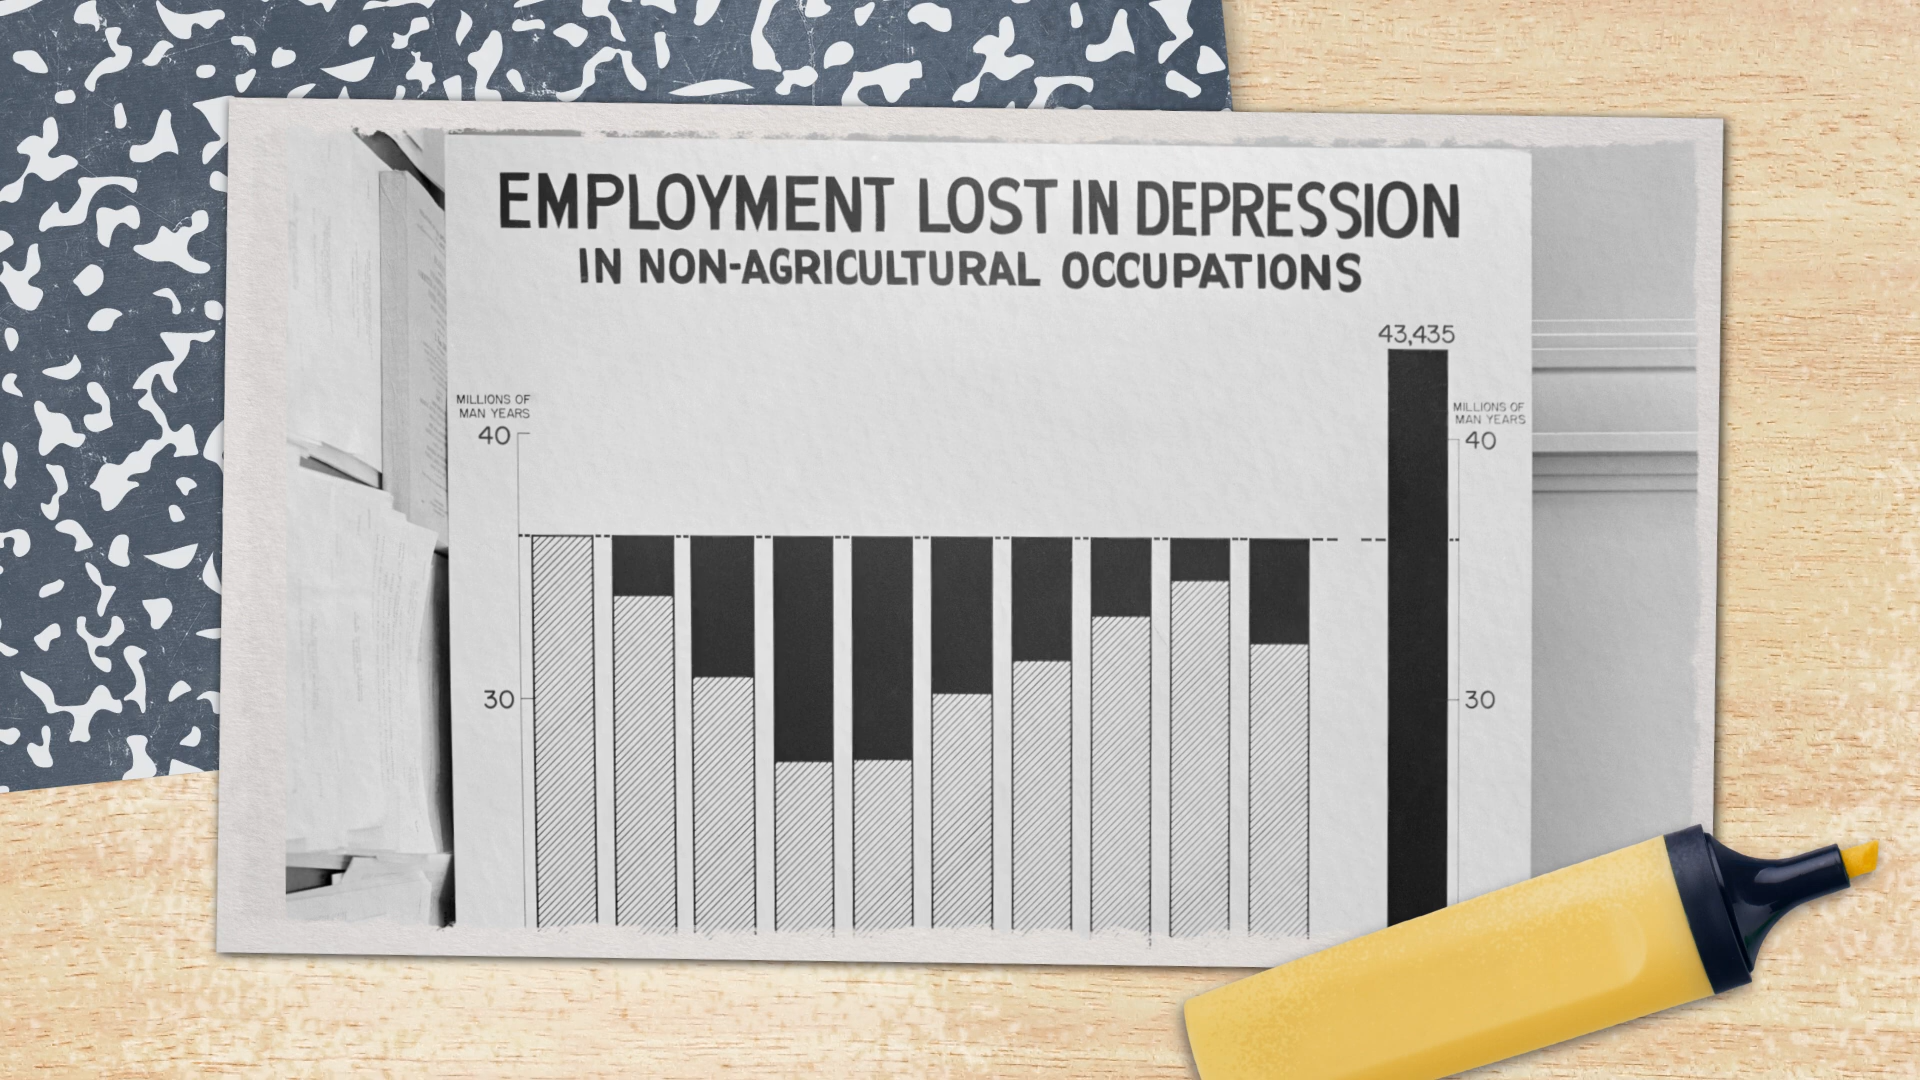 EMPLOYMENT LOST IN DEPRESSION
IN NON-AGRICULTURAL OCCUPATIONS
43,435
MILLIONS OF
MAN YEARS
40
30
MILLIONS OF
MAN YEARS
40
30